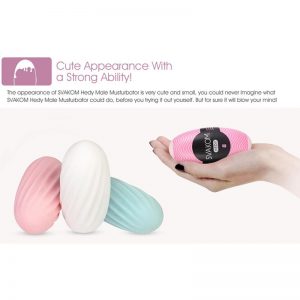 Cute Appearance With
a Strong Ability!
The appearance of SVAKOM Hedy Male Musturbator is very cute and small, you could never imagine what
SVAKOM Hedy Male Musturbator could do, before you trying it out yourself. But for sure it will blow your mind!
SVAKOM